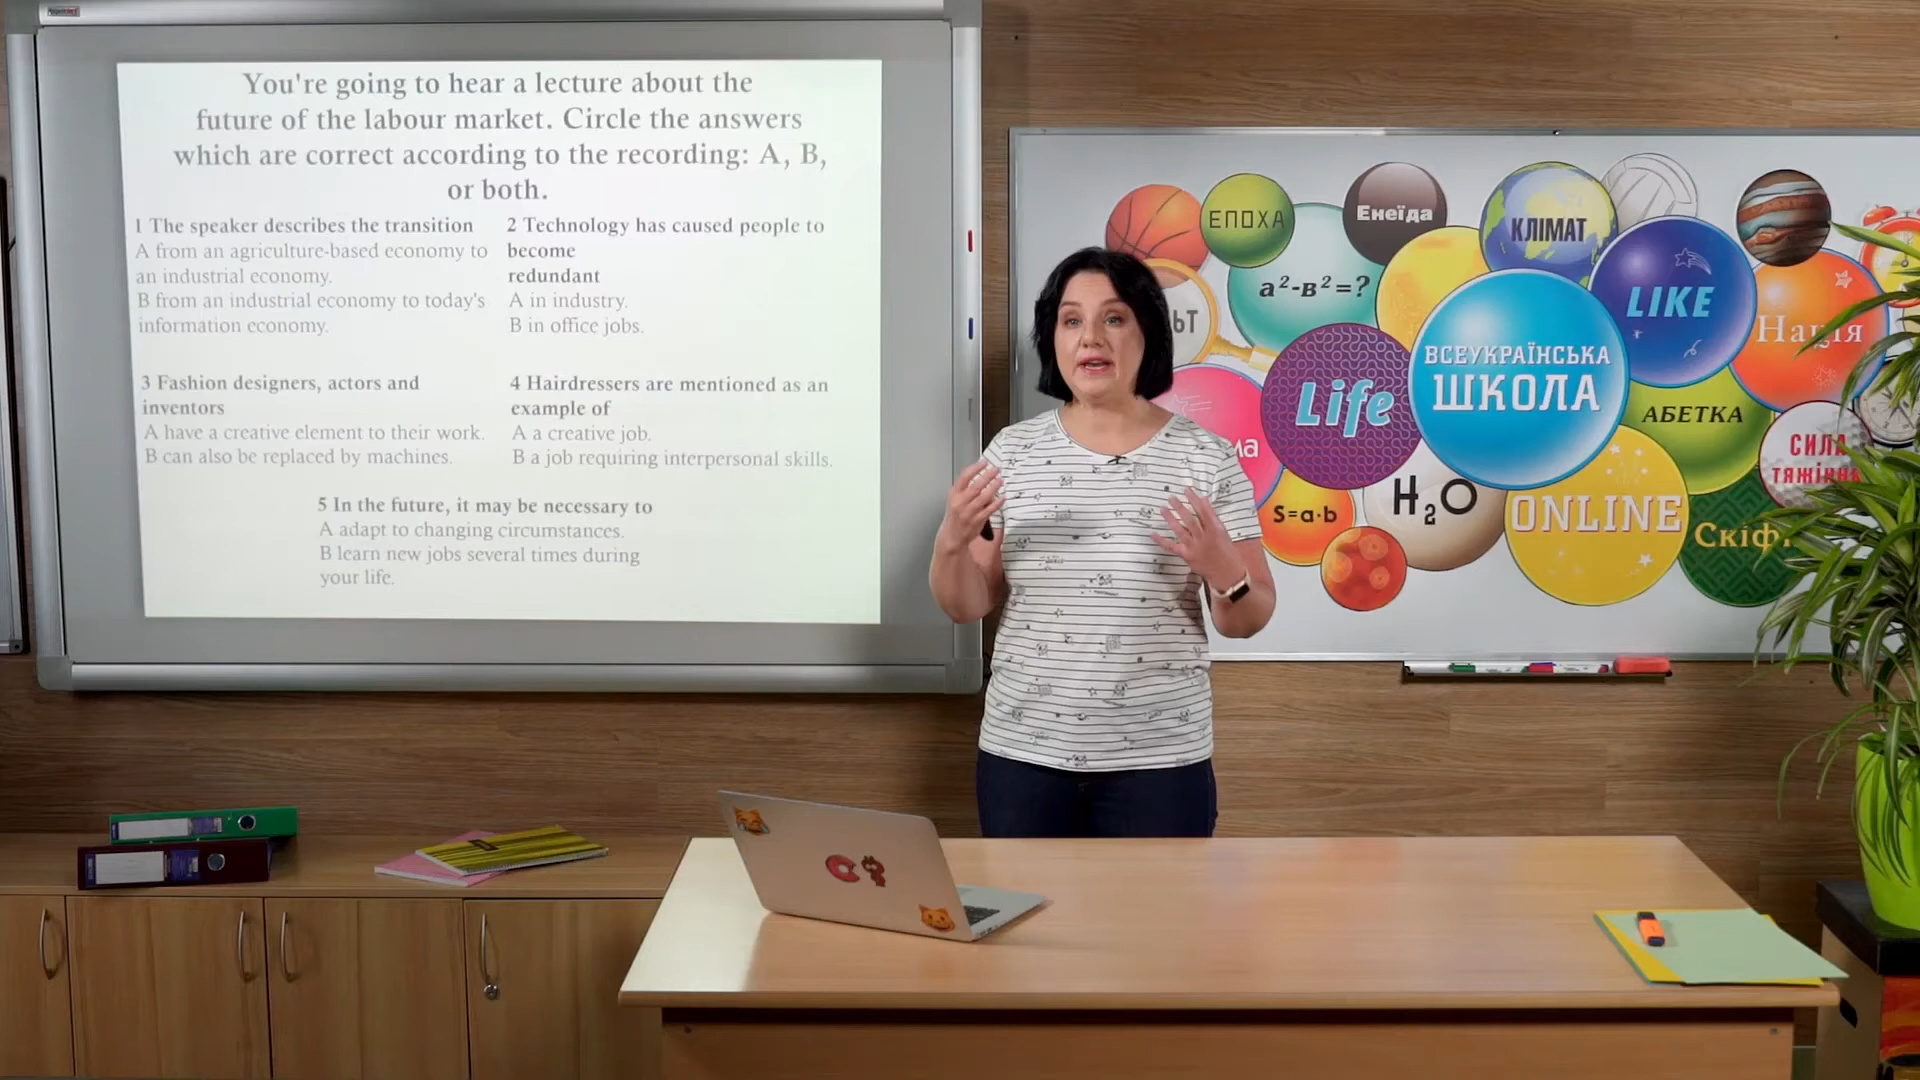 You're going to hear a lecture about the
future of the labour market. Circle the answers
which are correct according to the recording: A, B,
or both.
1 The speaker describes the transition
A from an agriculture-based economy to
an industrial economy.
B from an industrial economy to today's
information economy.
2 Technology has caused people to
become
redundant
A in industry.
B in office jobs.
3 Fashion designers, actors and
inventors
A have a creative element to their work.
B can also be replaced by machines.
4 Hairdressers are mentioned as an
example of
A a creative job.
B a job requiring interpersonal skills.
5 In the future, it may be necessary to
A adapt to changing circumstances.
B learn new jobs several times during
your life.
ЕПОХА
Енеїда
КЛІМАТ
a²-в²=?
LIKE
Нація
Life
ВСЕУКРАЇНСЬКА
ШКОЛА
АБЕТКА
СИЛА
ТЯЖІННЯ
S=a·b
H₂O
ONLINE